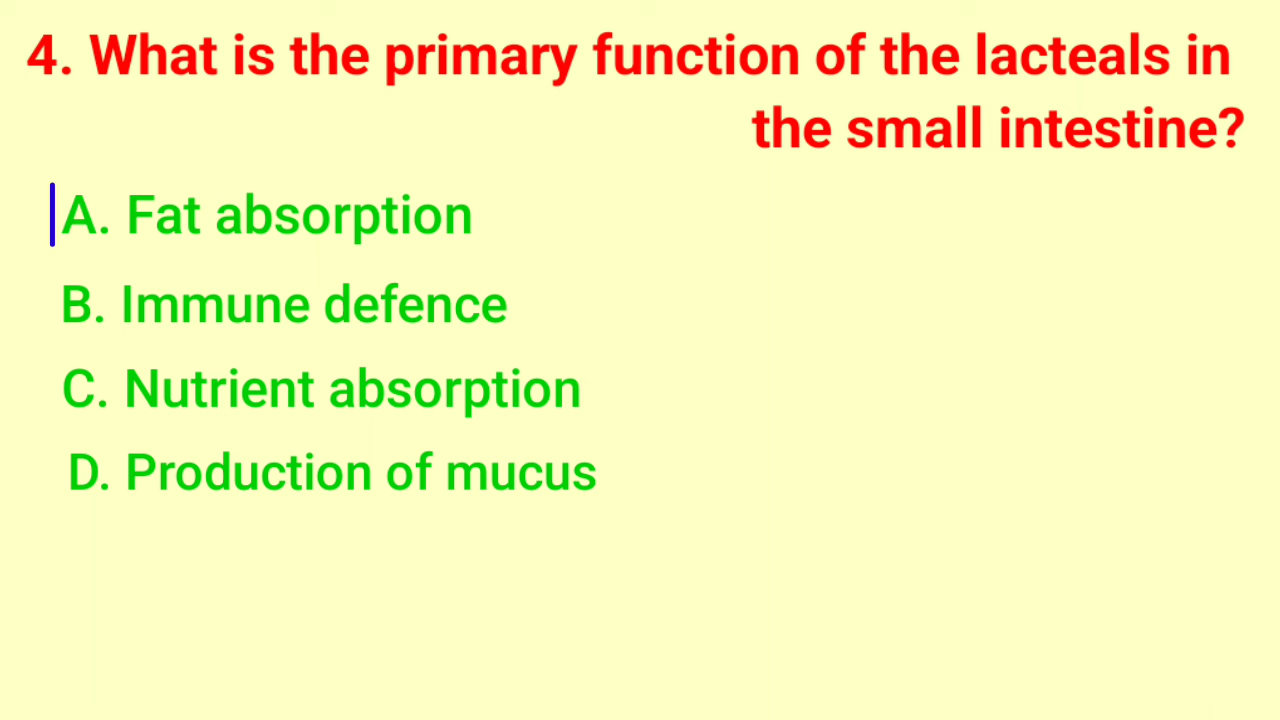 4. What is the primary function of the lacteals in
the small intestine?
A. Fat absorption
B. Immune defence
C. Nutrient absorption
D. Production of mucus